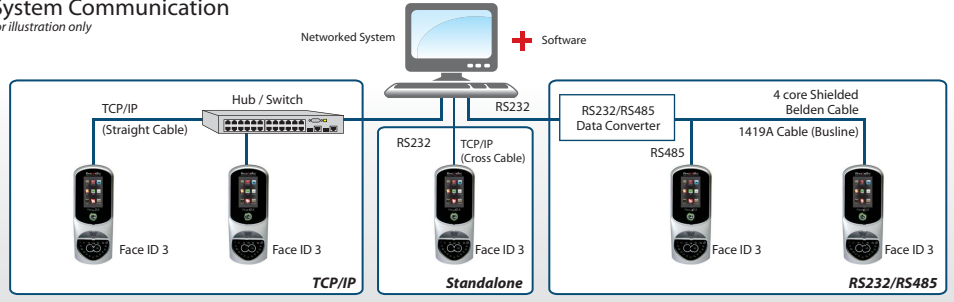 System Communication
or illustration only
Networked System
Software
TCP/IP
(Straight Cable)
Hub / Switch
Face ID 3
Face ID 3
TCP/IP
RS232
TCP/IP
(Cross Cable)
Face ID 3
Standalone
RS232
RS232/RS485
Data Converter
RS485
4 core Shielded
Belden Cable
1419A Cable (Busline)
Face ID 3
Face ID 3
RS232/RS485